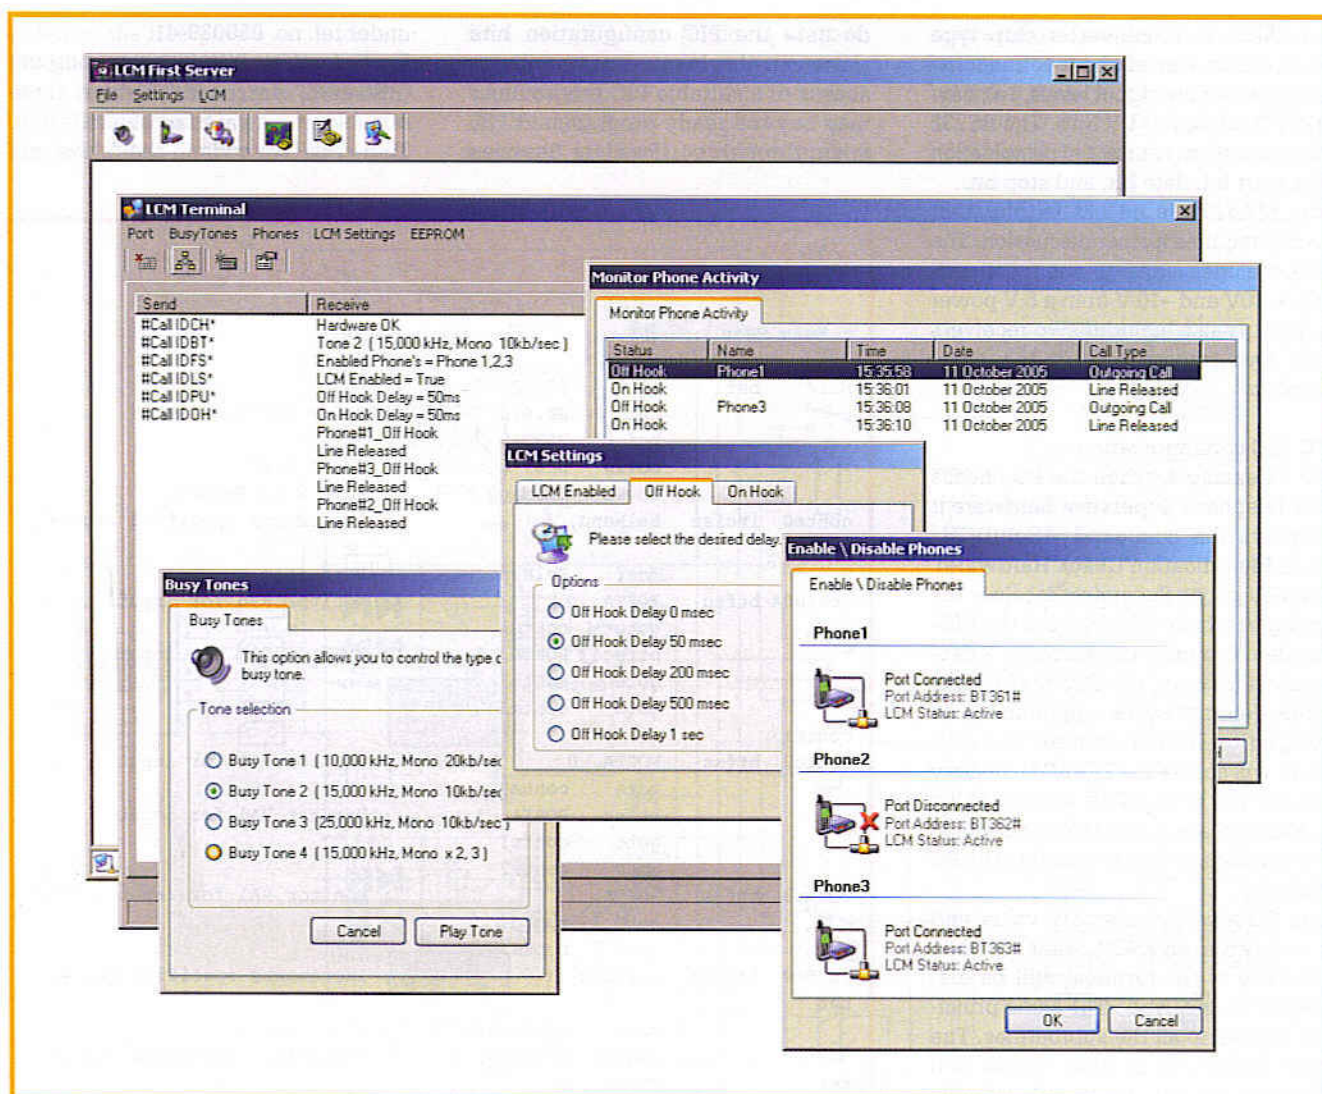 LCM First Server
File Settings LCM
LCM Terminal
Port BusyTones Phones LCM Settings EEPROM
Send Receive
#Call IDCH* Hardware OK
#Call IDBT* Tone 2 ( 15,000 kHz, Mono 10kb/sec )
#Call IDFS* Enabled Phone's = Phone 1,2,3
#Call IDLS* LCM Enabled = True
#Call IDPU* Off Hook Delay = 50ms
#Call IDOH* On Hook Delay = 50ms
Phone#1_Off Hook
Line Released
Phone#3_Off Hook
Line Released
Phone#2_Off Hook
Line Released
Monitor Phone Activity
Monitor Phone Activity
Status Name Time Date Call Type
Off Hook Phone1 15:35:58 11 October 2005 Outgoing Call
On Hook 15:36:01 11 October 2005 Line Released
Off Hook Phone3 15:36:08 11 October 2005 Outgoing Call
On Hook 15:36:10 11 October 2005 Line Released
LCM Settings
LCM Enabled Off Hook On Hook
Please select the desired delay.
Options
Off Hook Delay 0 msec
Off Hook Delay 50 msec
Off Hook Delay 200 msec
Off Hook Delay 500 msec
Off Hook Delay 1 sec
Busy Tones
Busy Tones
This option allows you to control the type
busy tone.
Tone selection
Busy Tone 1 ( 10,000 kHz, Mono 20kb/sec
Busy Tone 2 ( 15,000 kHz, Mono 10kb/sec
Busy Tone 3 (25,000 kHz, Mono 10kb/sec )
Busy Tone 4 ( 15,000 kHz, Mono x 2, 3 )
Cancel Play Tone
Enable \ Disable Phones
Enable \ Disable Phones
Phone1
Port Connected
Port Address: BT361#
LCM Status: Active
Phone2
Port Disconnected
Port Address: BT362#
LCM Status: Active
Phone3
Port Connected
Port Address: BT363#
LCM Status: Active
OK Cancel